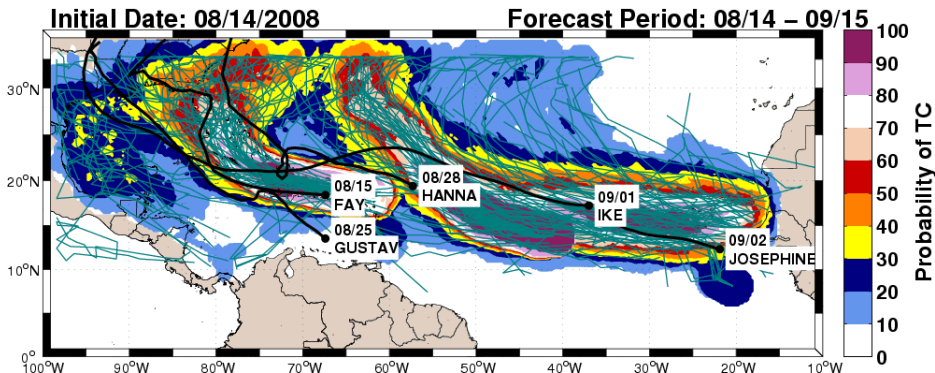 Initial Date: 08/14/2008 Forecast Period: 08/14 – 09/15
100
90
80
70
60
50
40
30
20
10
0
Probability of TC
30°N
20°N
10°N
0°
08/15
FAY
08/25
GUSTAV
08/28
HANNA
09/01
IKE
09/02
JOSEPHINE
100°W 90°W 80°W 70°W 60°W 50°W 40°W 30°W 20°W 10°W